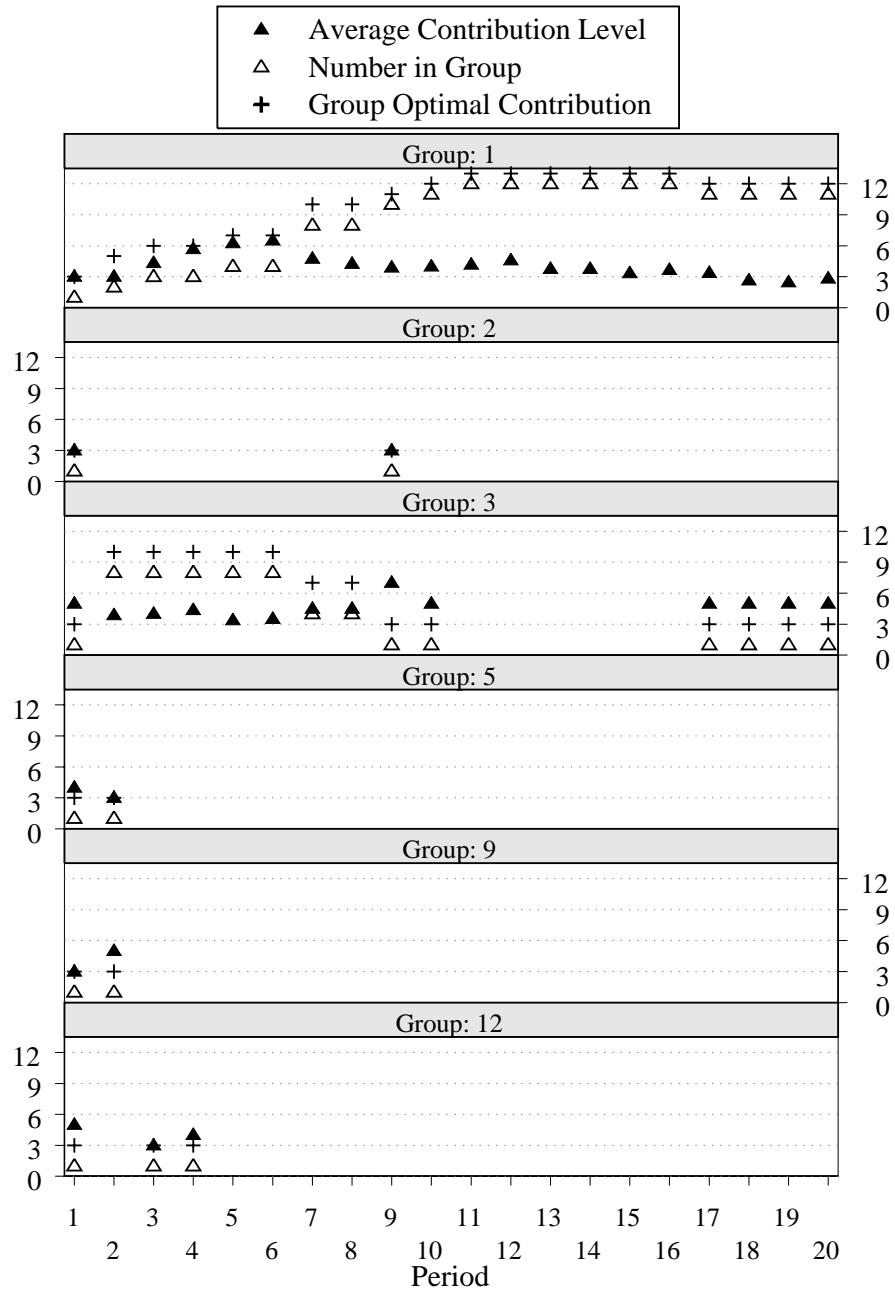 Average Contribution Level
Number in Group
Group Optimal Contribution
Group: 1
12
9
6
3
0
Group: 2
12
9
6
3
0
Group: 3
12
9
6
3
0
Group: 5
12
9
6
3
0
Group: 9
12
9
6
3
0
Group: 12
12
9
6
3
0
1 3 5 7 9 11 13 15 17 19
2 4 6 8 10 12 14 16 18 20
Period